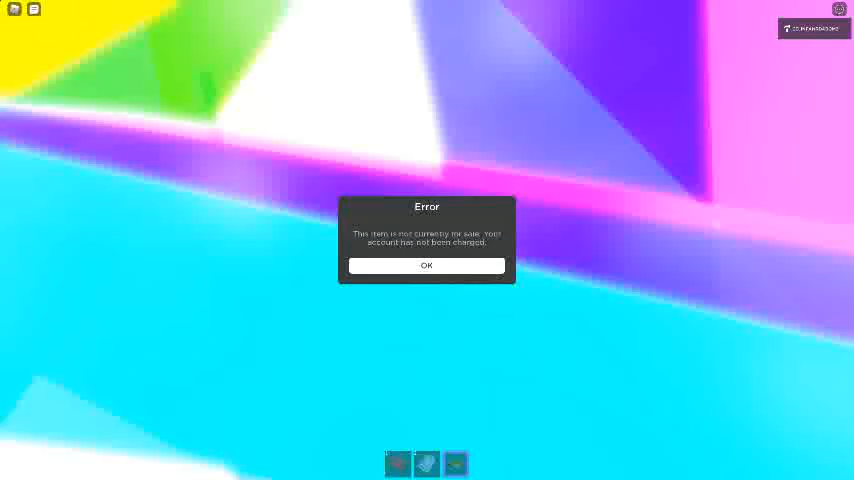 Error
This item is not currently for sale. Your
account has not been charged.
OK